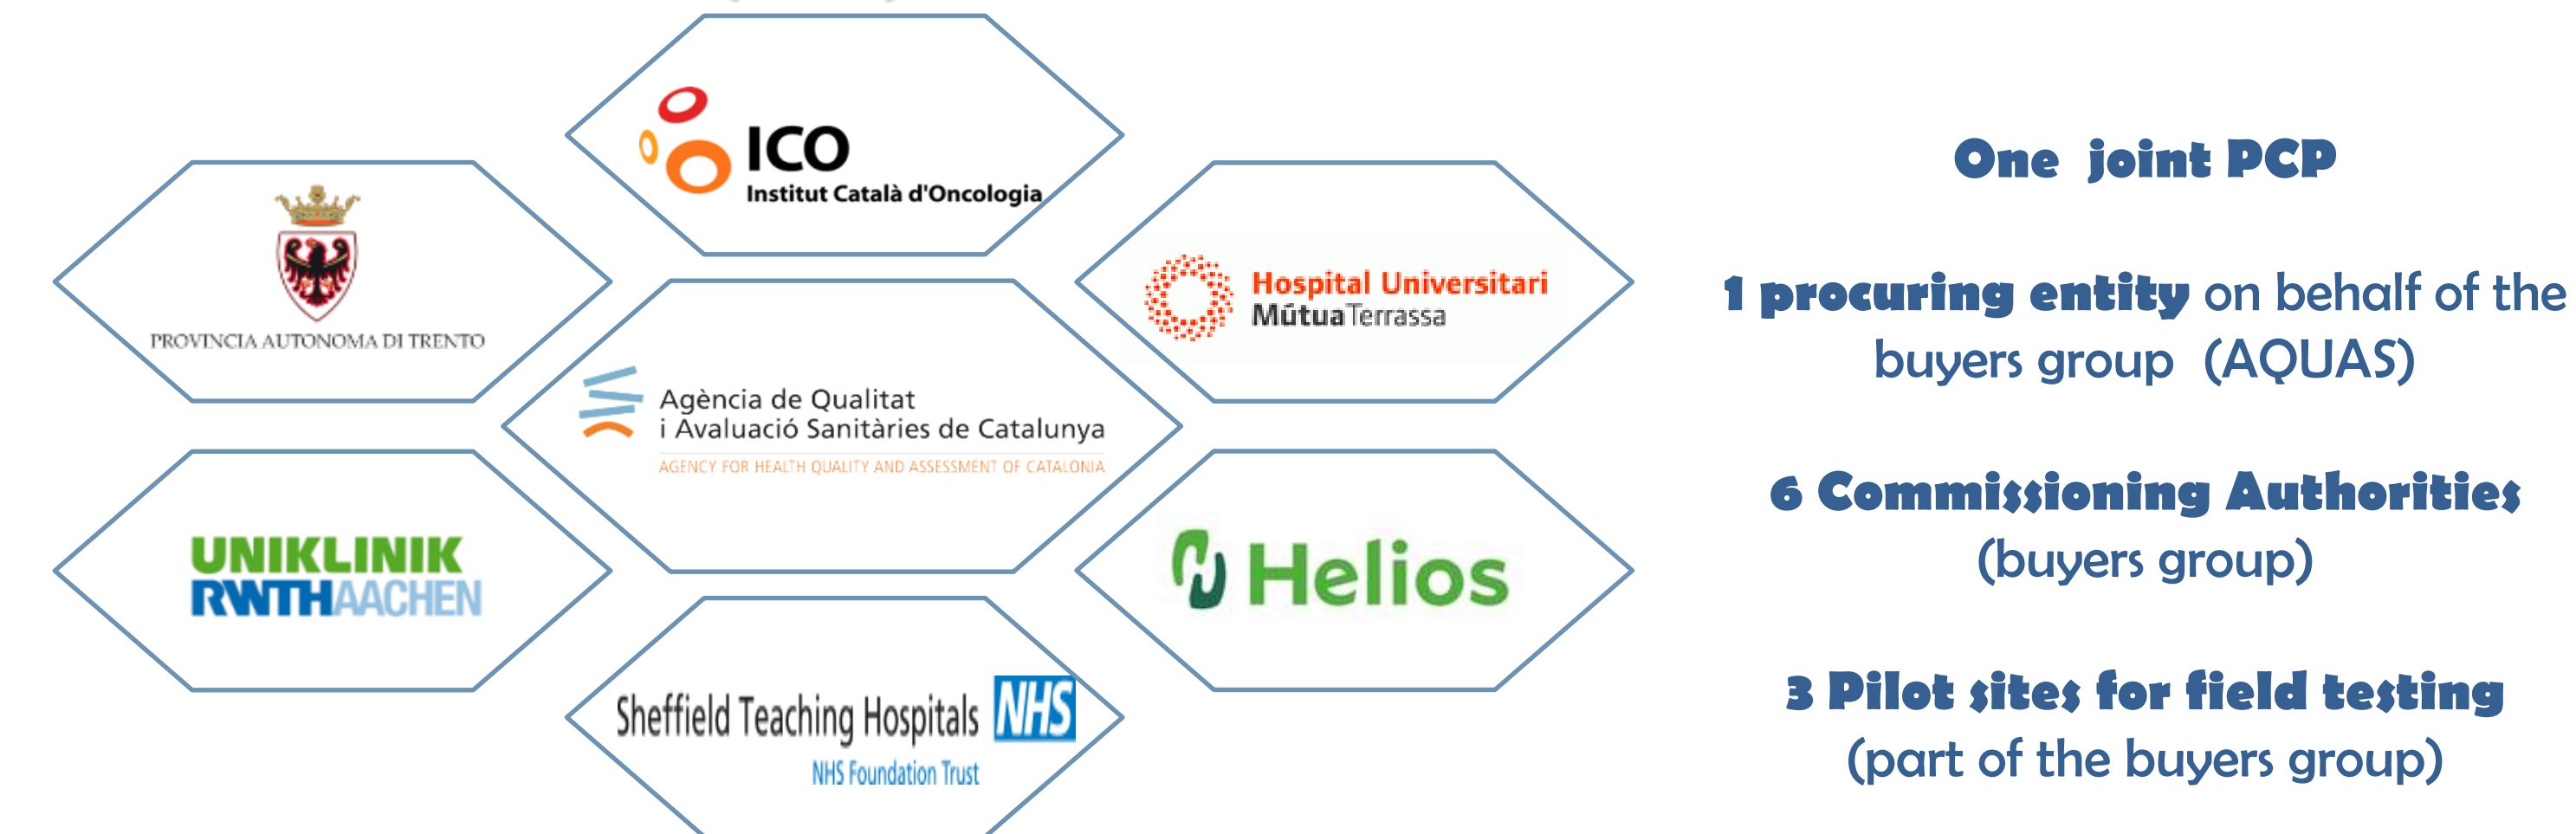 ICO
Institut Català d'Oncologia
PROVINCIA AUTONOMA DI TRENTO
Hospital Universitari
MútuaTerrassa
Agència de Qualitat
i Avaluació Sanitàries de Catalunya
AGENCY FOR HEALTH QUALITY AND ASSESSMENT OF CATALONIA
UNIKLINIK
RWTHAACHEN
Helios
Sheffield Teaching Hospitals NHS
NHS Foundation Trust
One joint PCP
1 procuring entity on behalf of the
buyers group (AQUAS)
6 Commissioning Authorities
(buyers group)
3 Pilot sites for field testing
(part of the buyers group)